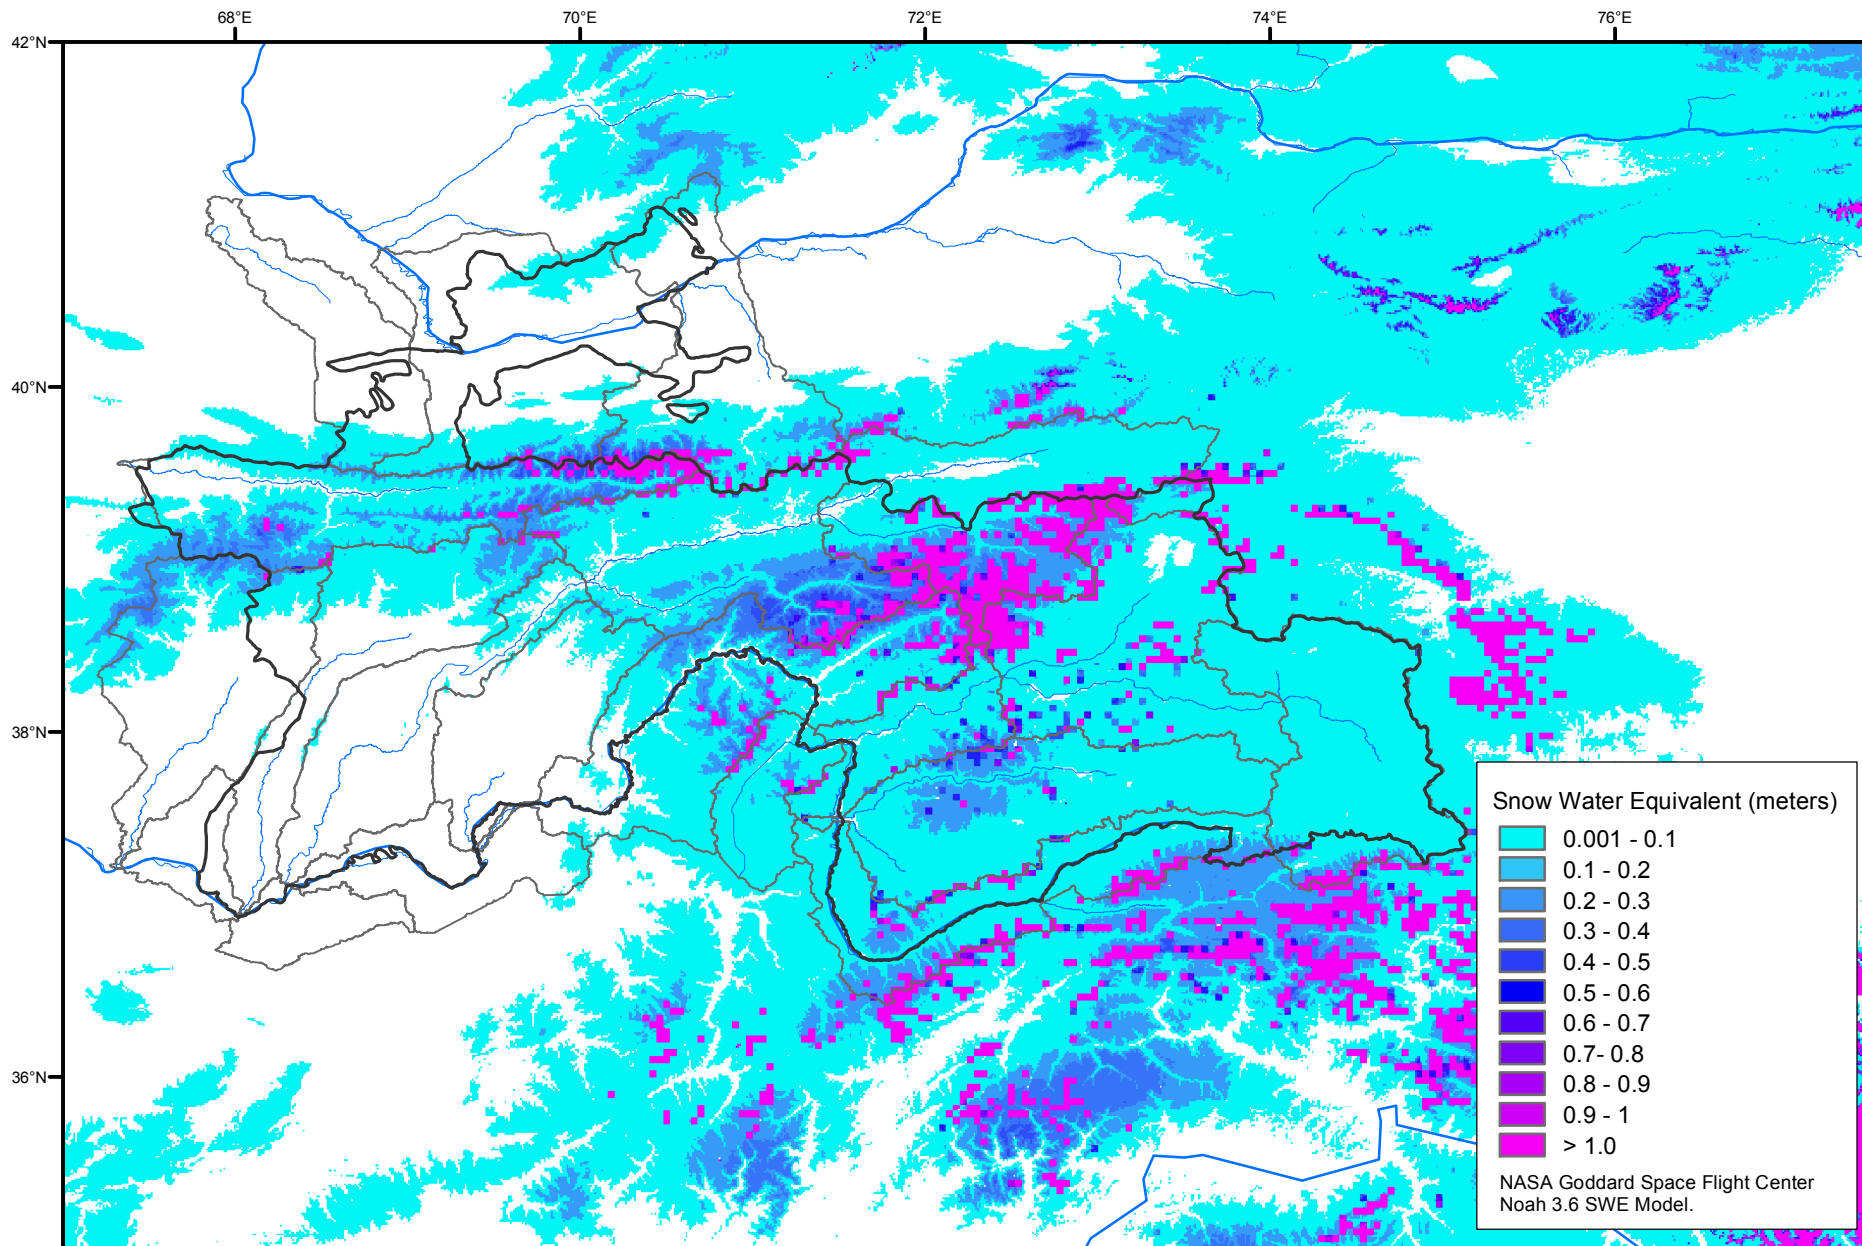 68°E
70°E
72°E
74°E
76°E
42°N
40°N
38°N
36°N
Snow Water Equivalent (meters)
0.001 - 0.1
0.1 - 0.2
0.2 - 0.3
0.3 - 0.4
0.4 - 0.5
0.5 - 0.6
0.6 - 0.7
0.7- 0.8
0.8 - 0.9
0.9 - 1
> 1.0
NASA Goddard Space Flight Center
Noah 3.6 SWE Model.